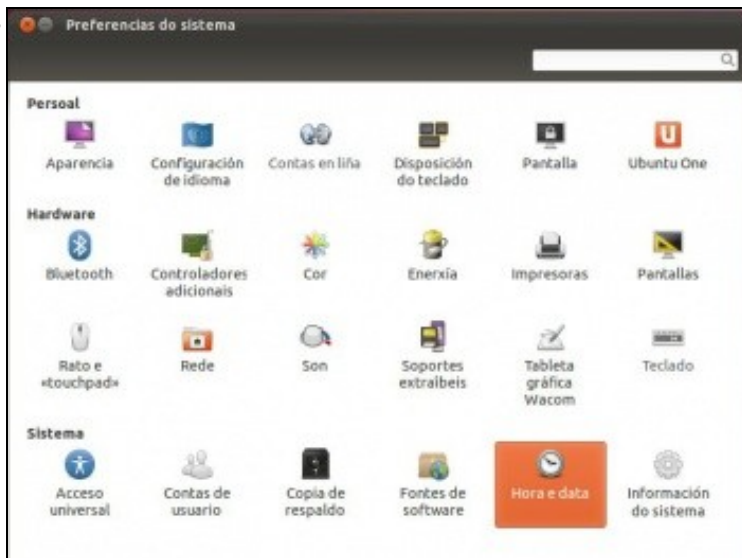 Preferencias do sistema
Persoal
Aparencia
Configuración
de idioma
Contas en liña
Disposición
do teclado
Pantalla
Ubuntu One
Hardware
Bluetooth
Controladores
adicionais
Cor
Enerxía
Impresoras
Pantallas
Rato e
«touchpad»
Rede
Son
Soportes
extraíbeis
Tableta
gráfica
Wacom
Teclado
Sistema
Acceso
universal
Contas de
usuario
Copia de
respaldo
Fontes de
software
Hora e data
Información
do sistema